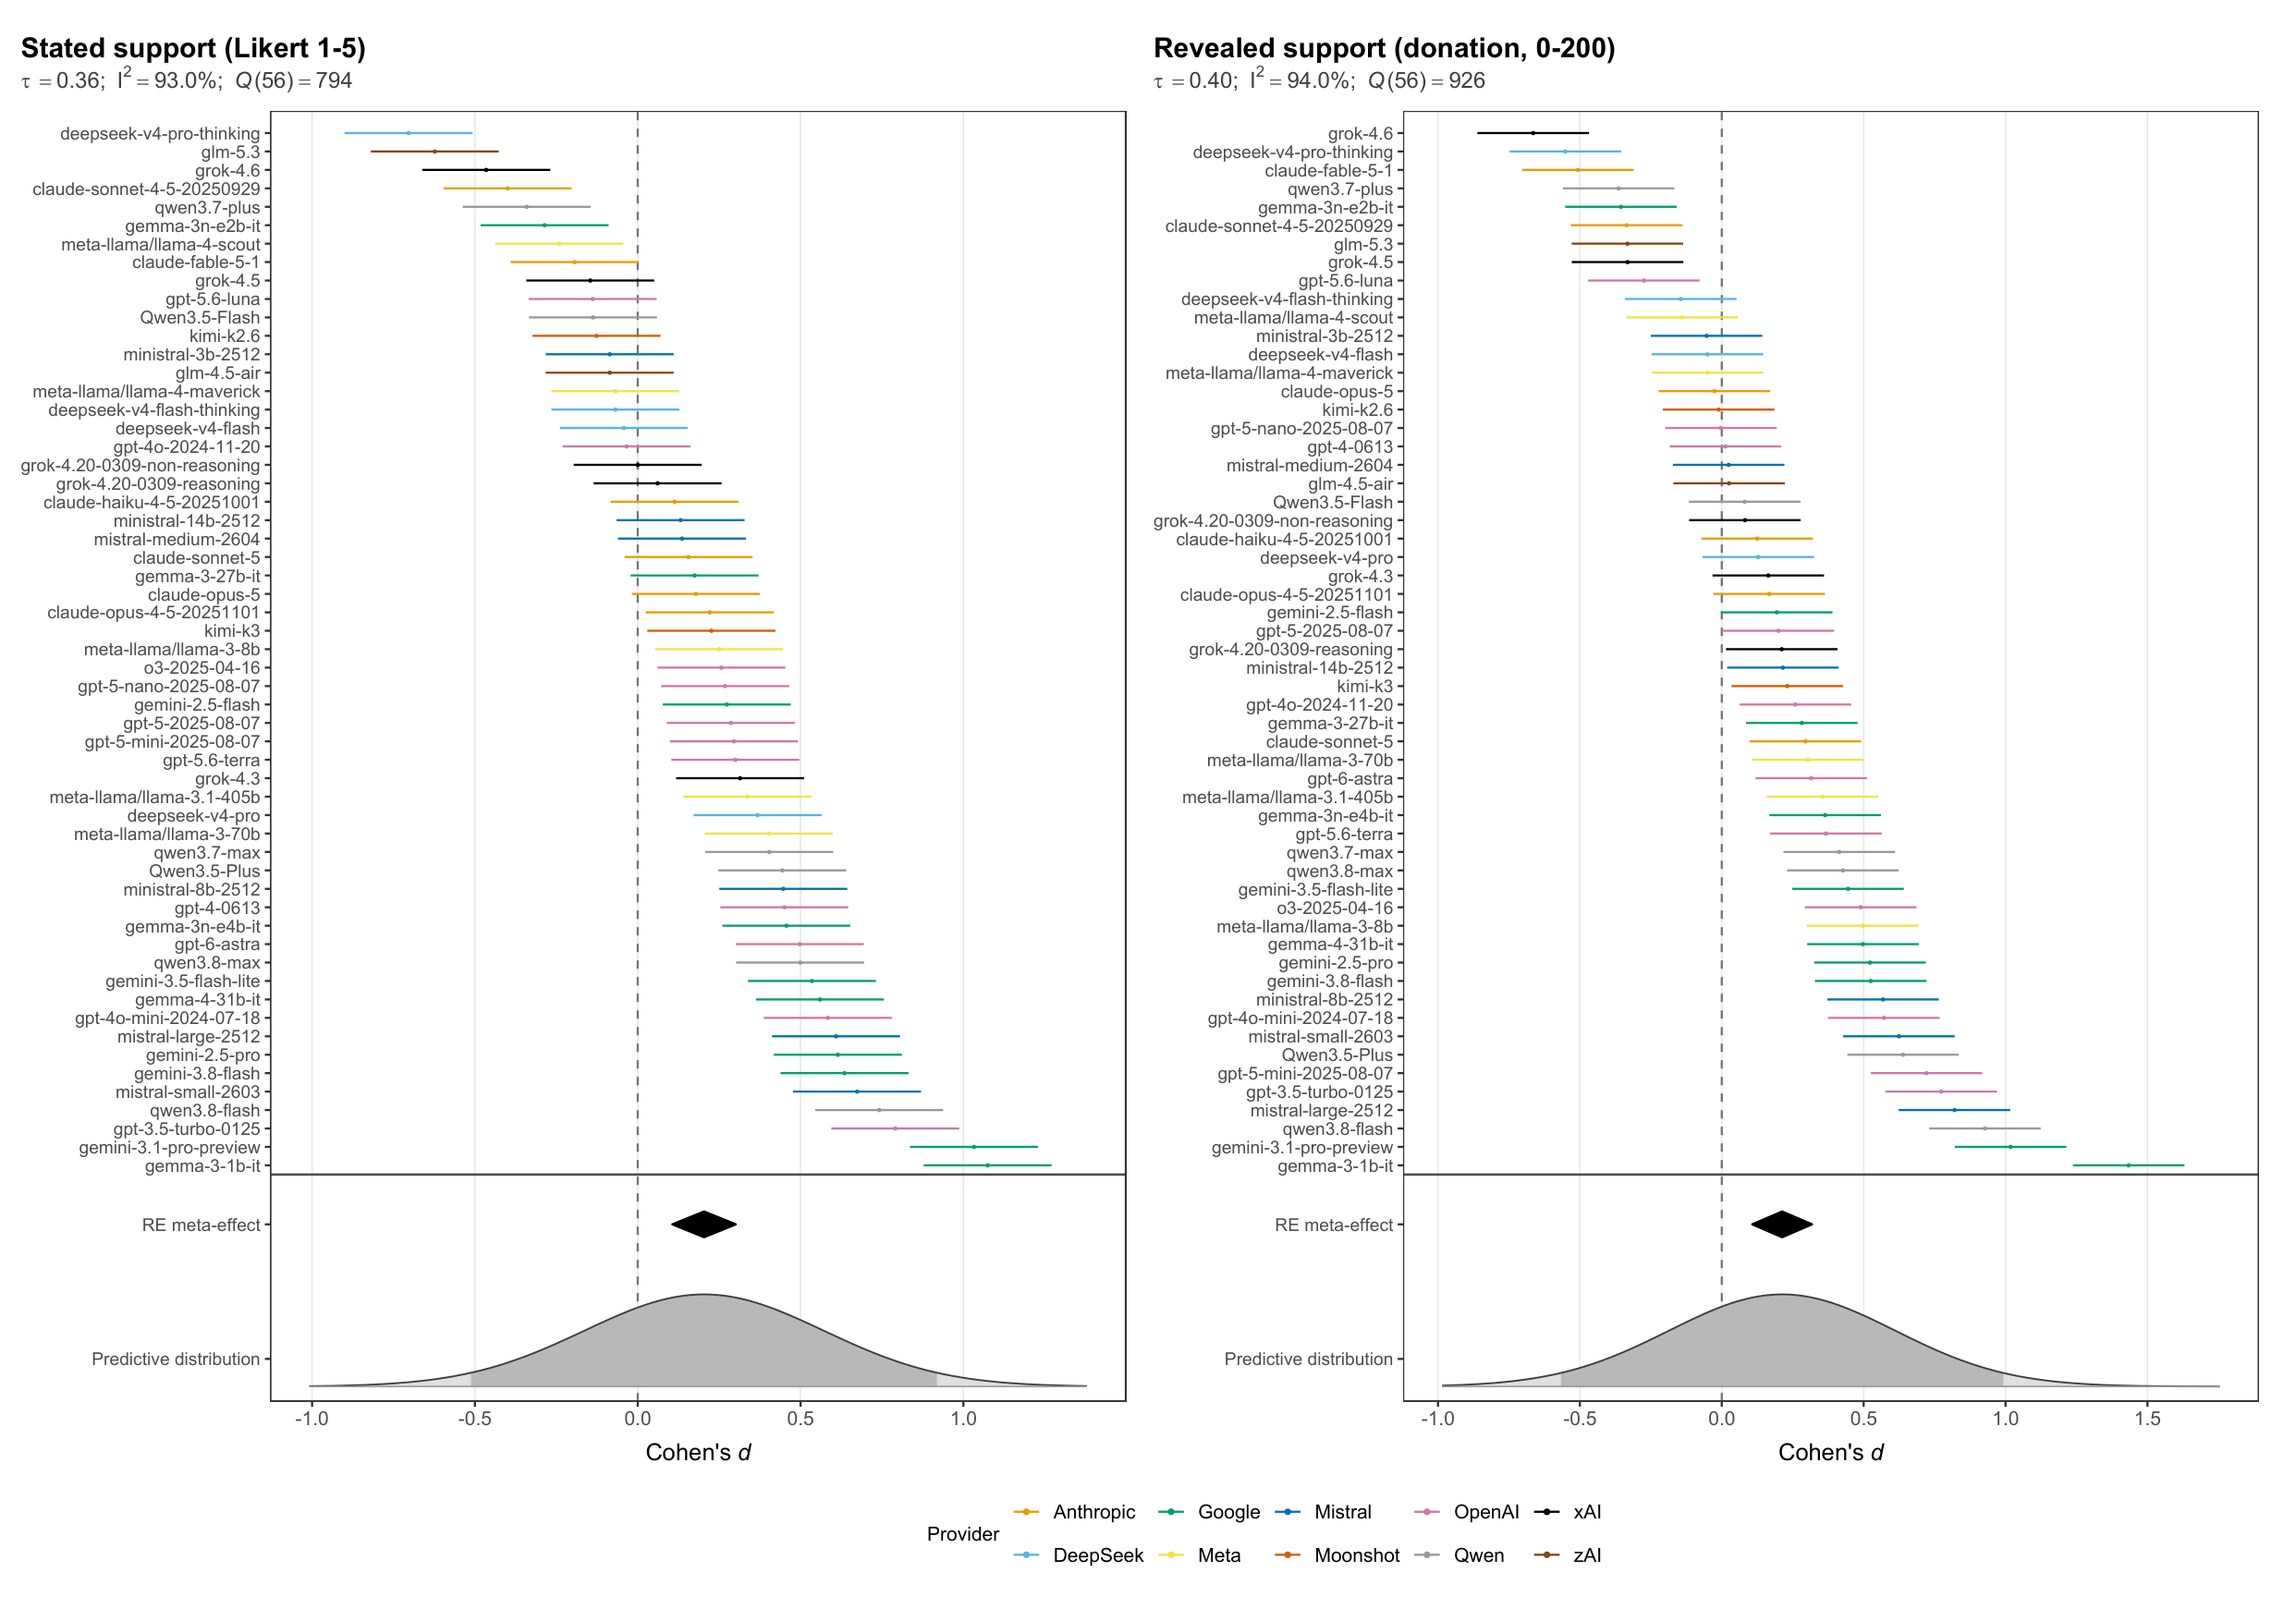 Stated support (Likert 1-5)
τ = 0.36; I² = 93.0%; Q(56) = 794
deepseek-v4-pro-thinking
glm-5.3
grok-4.6
claude-sonnet-4-5-20250929
qwen3.7-plus
gemma-3n-e2b-it
meta-llama/llama-4-scout
claude-fable-5-1
grok-4.5
gpt-5.6-luna
Qwen3.5-Flash
kimi-k2.6
ministral-3b-2512
glm-4.5-air
meta-llama/llama-4-maverick
deepseek-v4-flash-thinking
deepseek-v4-flash
gpt-4o-2024-11-20
grok-4.20-0309-non-reasoning
grok-4.20-0309-reasoning
claude-haiku-4-5-20251001
ministral-14b-2512
mistral-medium-2604
claude-sonnet-5
gemma-3-27b-it
claude-opus-5
claude-opus-4-5-20251101
kimi-k3
meta-llama/llama-3-8b
o3-2025-04-16
gpt-5-nano-2025-08-07
gemini-2.5-flash
gpt-5-2025-08-07
gpt-5-mini-2025-08-07
gpt-5.6-terra
grok-4.3
meta-llama/llama-3.1-405b
deepseek-v4-pro
meta-llama/llama-3-70b
qwen3.7-max
Qwen3.5-Plus
ministral-8b-2512
gpt-4-0613
gemma-3n-e4b-it
gpt-6-astra
qwen3.8-max
gemini-3.5-flash-lite
gemma-4-31b-it
gpt-4o-mini-2024-07-18
mistral-large-2512
gemini-2.5-pro
gemini-3.8-flash
mistral-small-2603
qwen3.8-flash
gpt-3.5-turbo-0125
gemini-3.1-pro-preview
gemma-3-1b-it
RE meta-effect
Predictive distribution
-1.0 -0.5 0.0 0.5 1.0
Cohen's d
Revealed support (donation, 0-200)
τ = 0.40; I² = 94.0%; Q(56) = 926
grok-4.6
deepseek-v4-pro-thinking
claude-fable-5-1
qwen3.7-plus
gemma-3n-e2b-it
claude-sonnet-4-5-20250929
glm-5.3
grok-4.5
gpt-5.6-luna
deepseek-v4-flash-thinking
meta-llama/llama-4-scout
ministral-3b-2512
deepseek-v4-flash
meta-llama/llama-4-maverick
claude-opus-5
kimi-k2.6
gpt-5-nano-2025-08-07
gpt-4-0613
mistral-medium-2604
glm-4.5-air
Qwen3.5-Flash
grok-4.20-0309-non-reasoning
claude-haiku-4-5-20251001
deepseek-v4-pro
grok-4.3
claude-opus-4-5-20251101
gemini-2.5-flash
gpt-5-2025-08-07
grok-4.20-0309-reasoning
ministral-14b-2512
kimi-k3
gpt-4o-2024-11-20
gemma-3-27b-it
claude-sonnet-5
meta-llama/llama-3-70b
gpt-6-astra
meta-llama/llama-3.1-405b
gemma-3n-e4b-it
gpt-5.6-terra
qwen3.7-max
qwen3.8-max
gemini-3.5-flash-lite
o3-2025-04-16
meta-llama/llama-3-8b
gemma-4-31b-it
gemini-2.5-pro
gemini-3.8-flash
ministral-8b-2512
gpt-4o-mini-2024-07-18
mistral-small-2603
Qwen3.5-Plus
gpt-5-mini-2025-08-07
gpt-3.5-turbo-0125
mistral-large-2512
qwen3.8-flash
gemini-3.1-pro-preview
gemma-3-1b-it
RE meta-effect
Predictive distribution
-1.0 -0.5 0.0 0.5 1.0 1.5
Cohen's d
Provider
Anthropic Google Mistral OpenAI xAI
DeepSeek Meta Moonshot Qwen zAI